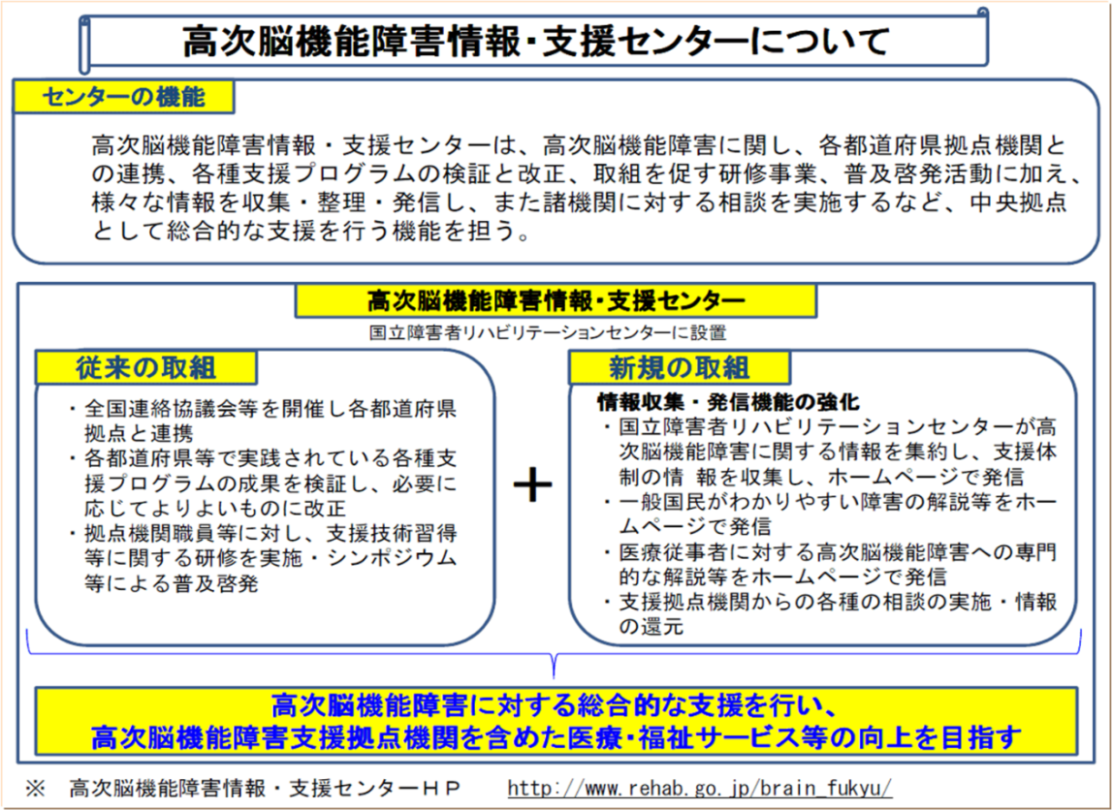 高次脳機能障害情報・支援センターについて
センターの機能
高次脳機能障害情報・支援センターは、高次脳機能障害に関し、各都道府県拠点機関と
の連携、各種支援プログラムの検証と改正、取組を促す研修事業、普及啓発活動に加え、
様々な情報を収集・整理・発信し、また諸機関に対する相談を実施するなど、中央拠点
として総合的な支援を行う機能を担う。
高次脳機能障害情報・支援センター
国立障害者リハビリテーションセンターに設置
従来の取組
・全国連絡協議会等を開催し各都道府県
拠点と連携
・各都道府県等で実践されている各種支
援プログラムの成果を検証し、必要に
応じてよりよいものに改正
・拠点機関職員等に対し、支援技術習得
等に関する研修を実施・シンポジウム
等による普及啓発
+
新規の取組
情報収集・発信機能の強化
・国立障害者リハビリテーションセンターが高
次脳機能障害に関する情報を集約し、支援体
制の情 報を収集し、ホームページで発信
・一般国民がわかりやすい障害の解説等をホー
ムページで発信
・医療従事者に対する高次脳機能障害への専門
的な解説等をホームページで発信
・支援拠点機関からの各種の相談の実施・情報
の還元
高次脳機能障害に対する総合的な支援を行い、
高次脳機能障害支援拠点機関を含めた医療・福祉サービス等の向上を目指す
※ 高次脳機能障害情報・支援センターHP http://www.rehab.go.jp/brain_fukyu/